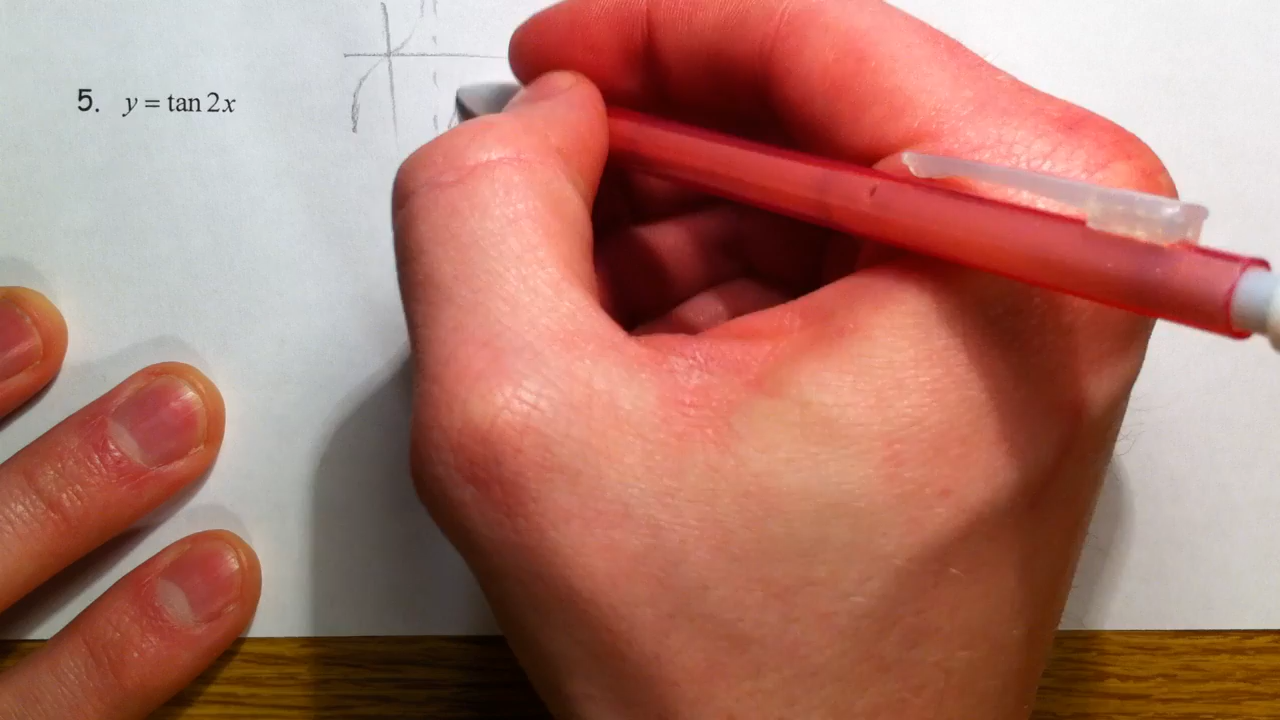 5. y = tan 2x